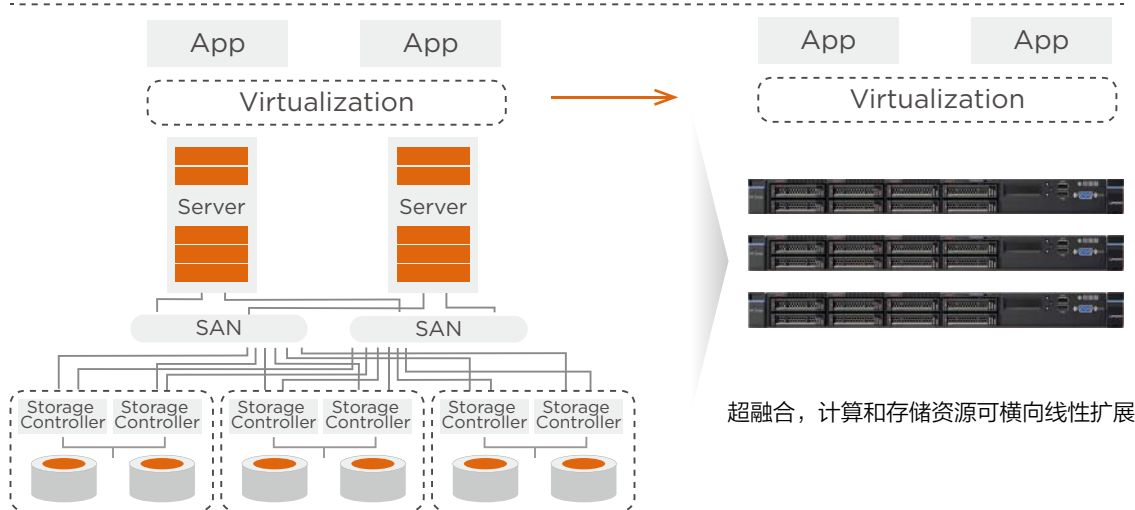 App
App
Virtualization
Server
Server
SAN
SAN
Storage
Controller
Storage
Controller
Storage
Controller
Storage
Controller
Storage
Controller
Storage
Controller
App
App
Virtualization
超融合，计算和存储资源可横向线性扩展